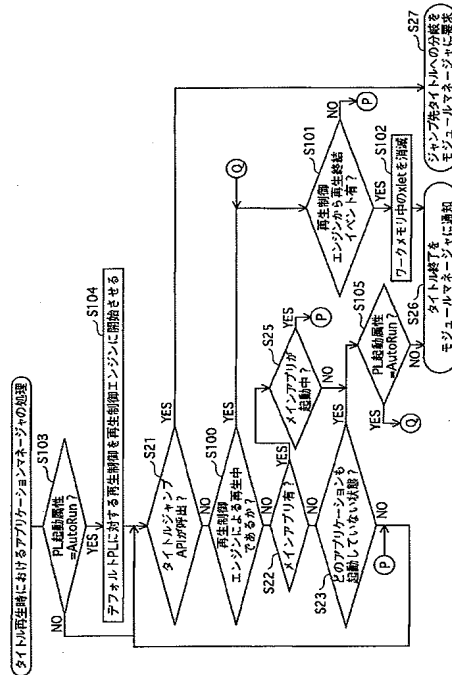 タイトル再生時におけるアプリケーションマネージャの処理
S103
PL起動属性
=AutoRun?
NO
YES
S104
デフォルトPLに対する再生制御を再生制御エンジンに開始させる
S21
タイトルジャンプ
APIが呼出?
YES
NO
S100
再生制御
エンジンによる再生中
であるか?
YES
NO
S22
メインアプリ有?
YES
NO
S25
メインアプリが
起動中?
YES
P
NO
S23
どのアプリケーションも
起動していない状態?
YES
NO
P
S105
PL起動属性
=AutoRun?
YES
Q
NO
Q
S101
再生制御
エンジンから再生終結
イベント有?
NO
P
YES
S102
ワークメモリ中のxletを消滅
S26
タイトル終了を
モジュールマネージャに通知
S27
ジャンプ先タイトルへの分岐を
モジュールマネージャに要求